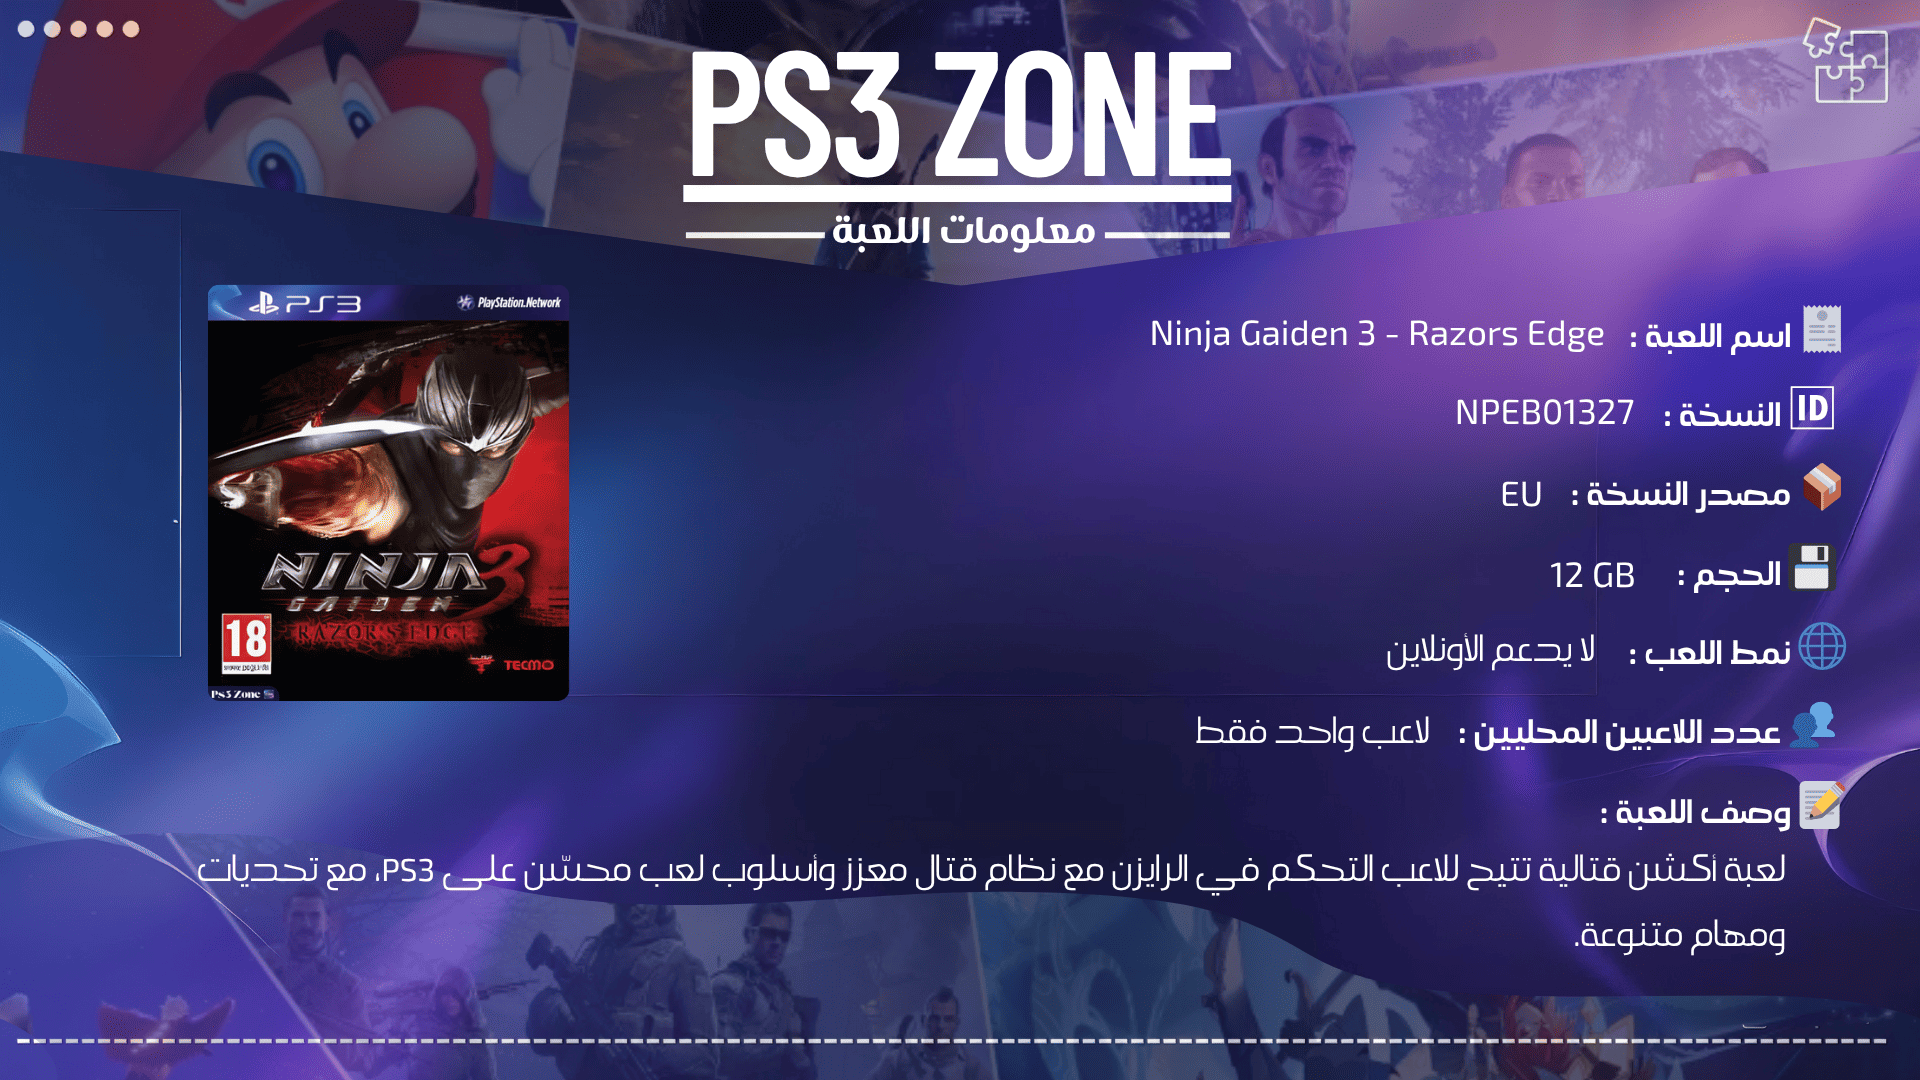 PS3 ZONE
معلومات اللعبة
PS3 PlayStation.Network
NINJA
GAIDEN 3
RAZOR'S EDGE
18
TECMO
Ps3 Zone
اسم اللعبة : Ninja Gaiden 3 - Razors Edge
ID النسخة : NPEB01327
مصدر النسخة : EU
الحجم : 12 GB
نمط اللعب : لا يدعم الأونلاين
عدد اللاعبين المحليين : لاعب واحد فقط
وصف اللعبة :
لعبة أكشن قتالية تتيح للاعب التحكم في الرايزن مع نظام قتال معزز وأسلوب لعب محسّن على PS3، مع تحديات
ومهام متنوعة.